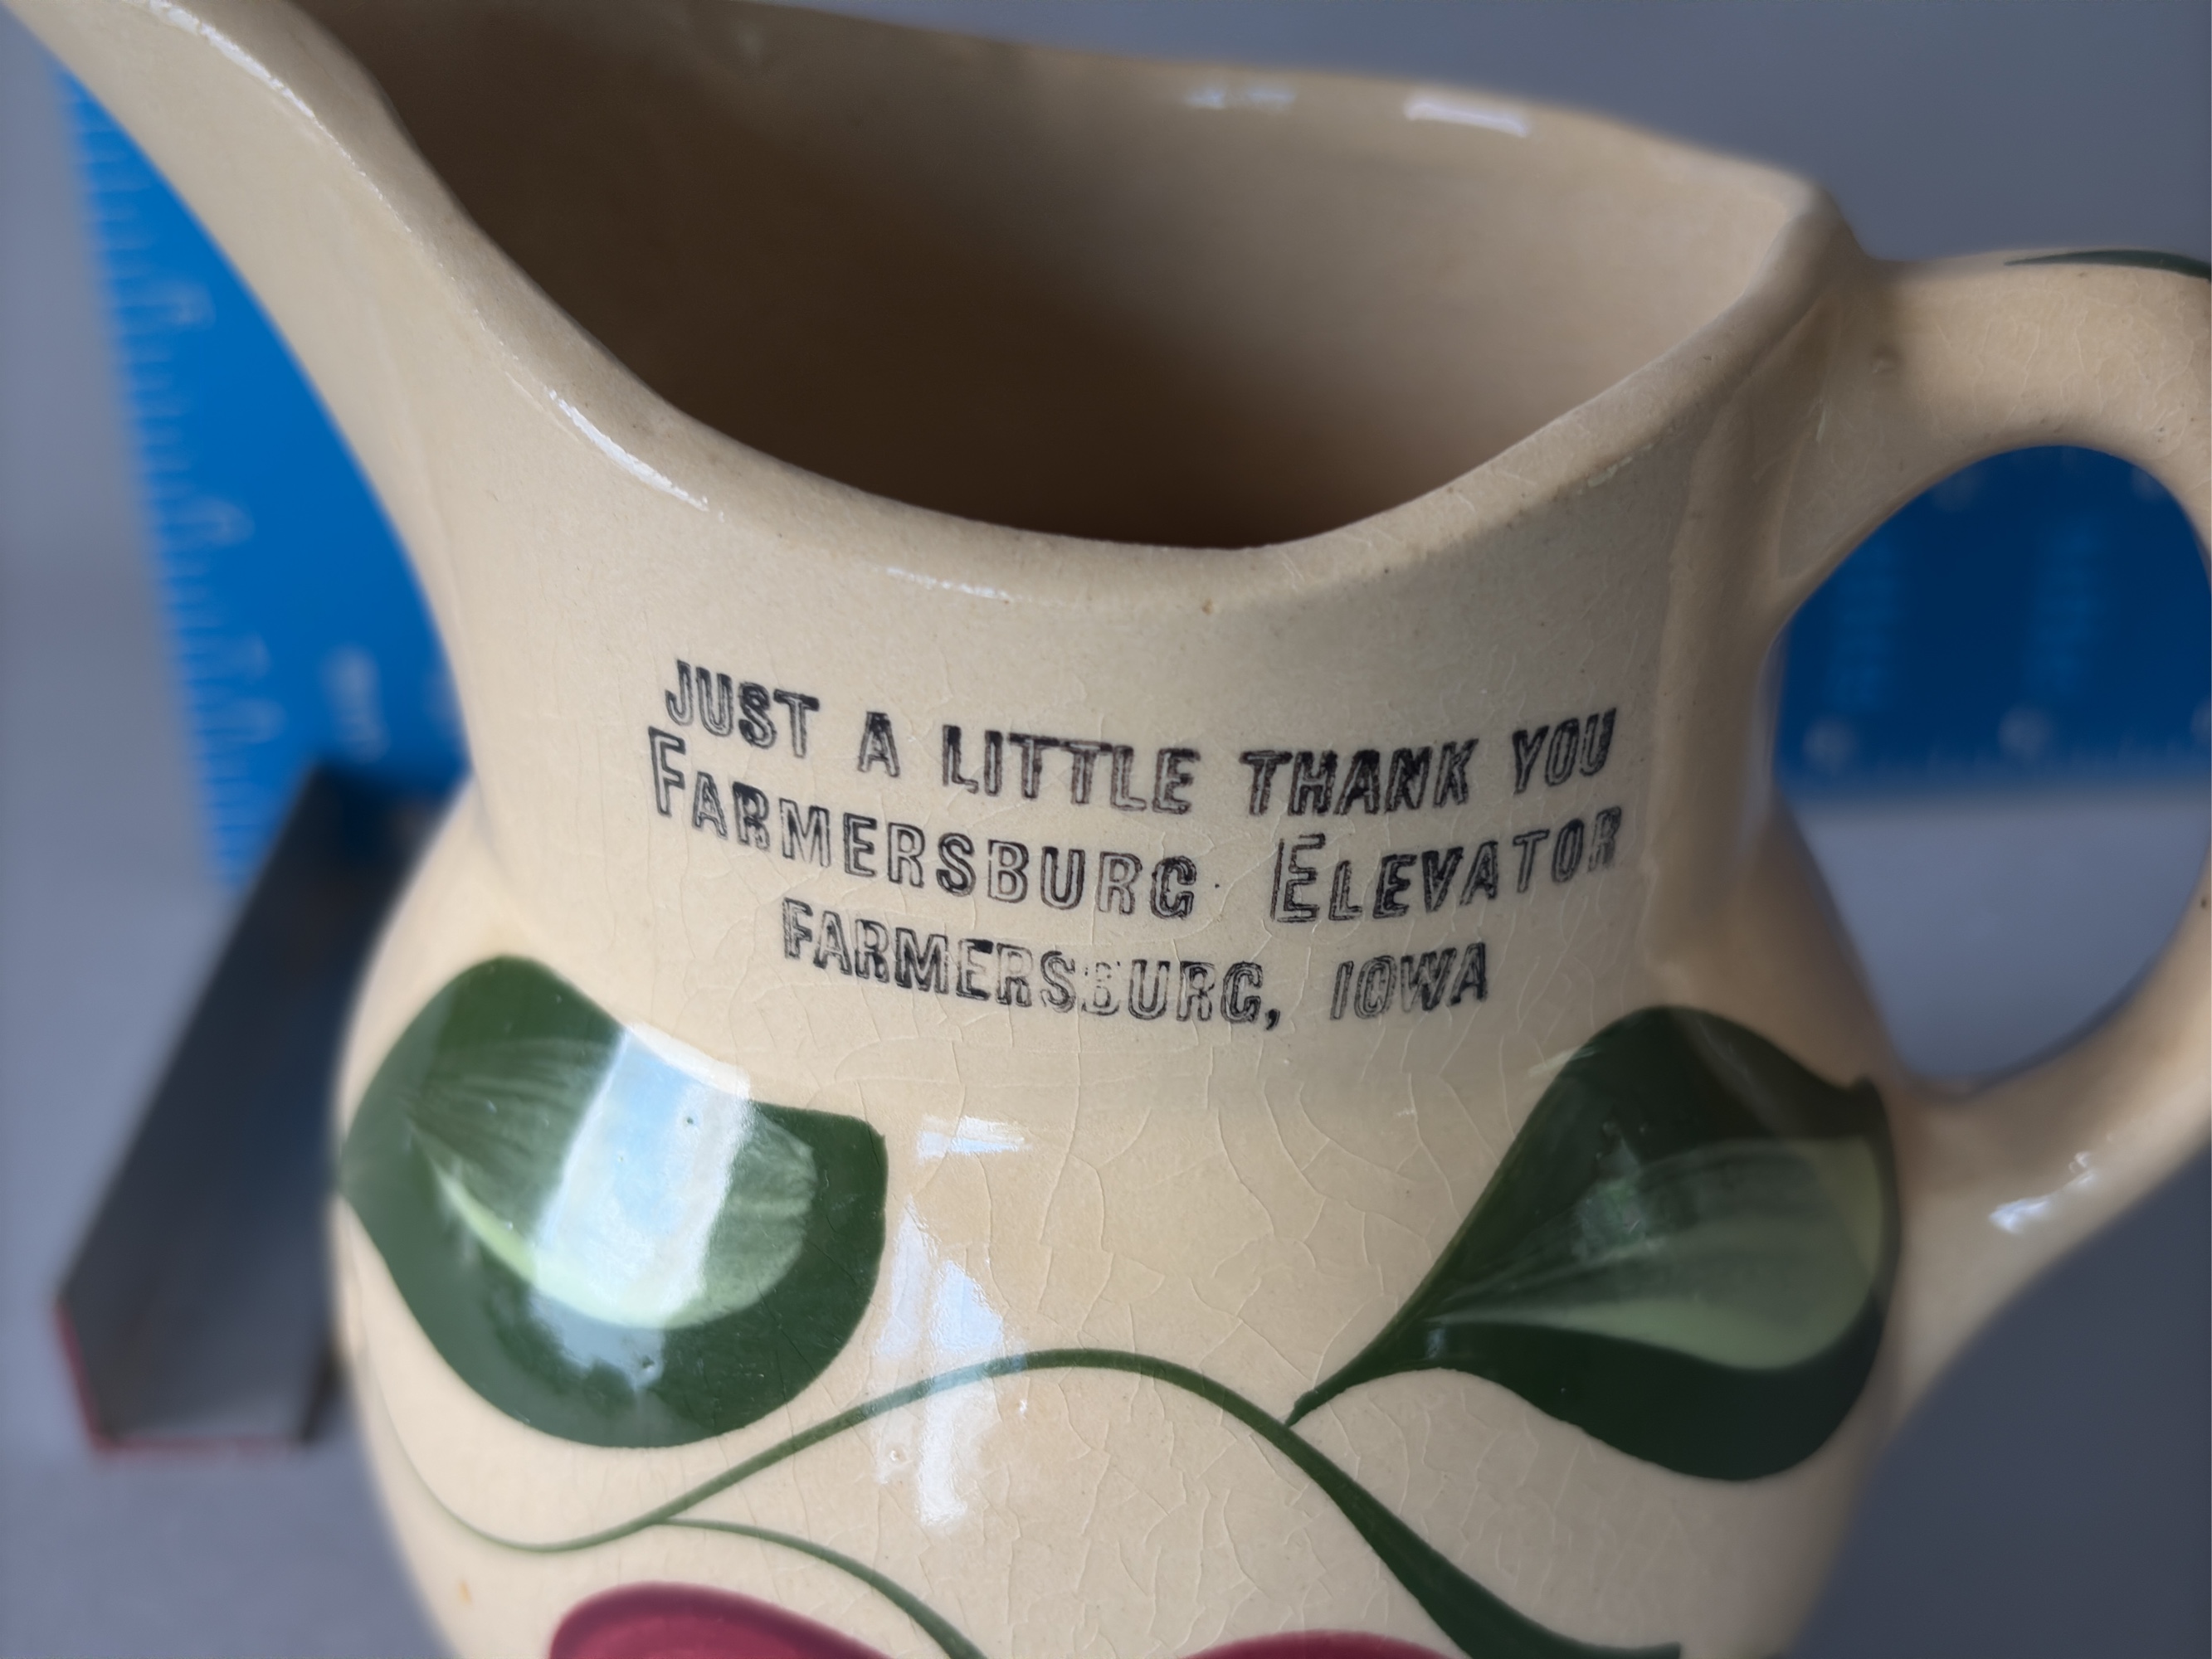 JUST A LITTLE THANK YOU
FARMERSBURG ELEVATOR
FARMERSBURG, IOWA